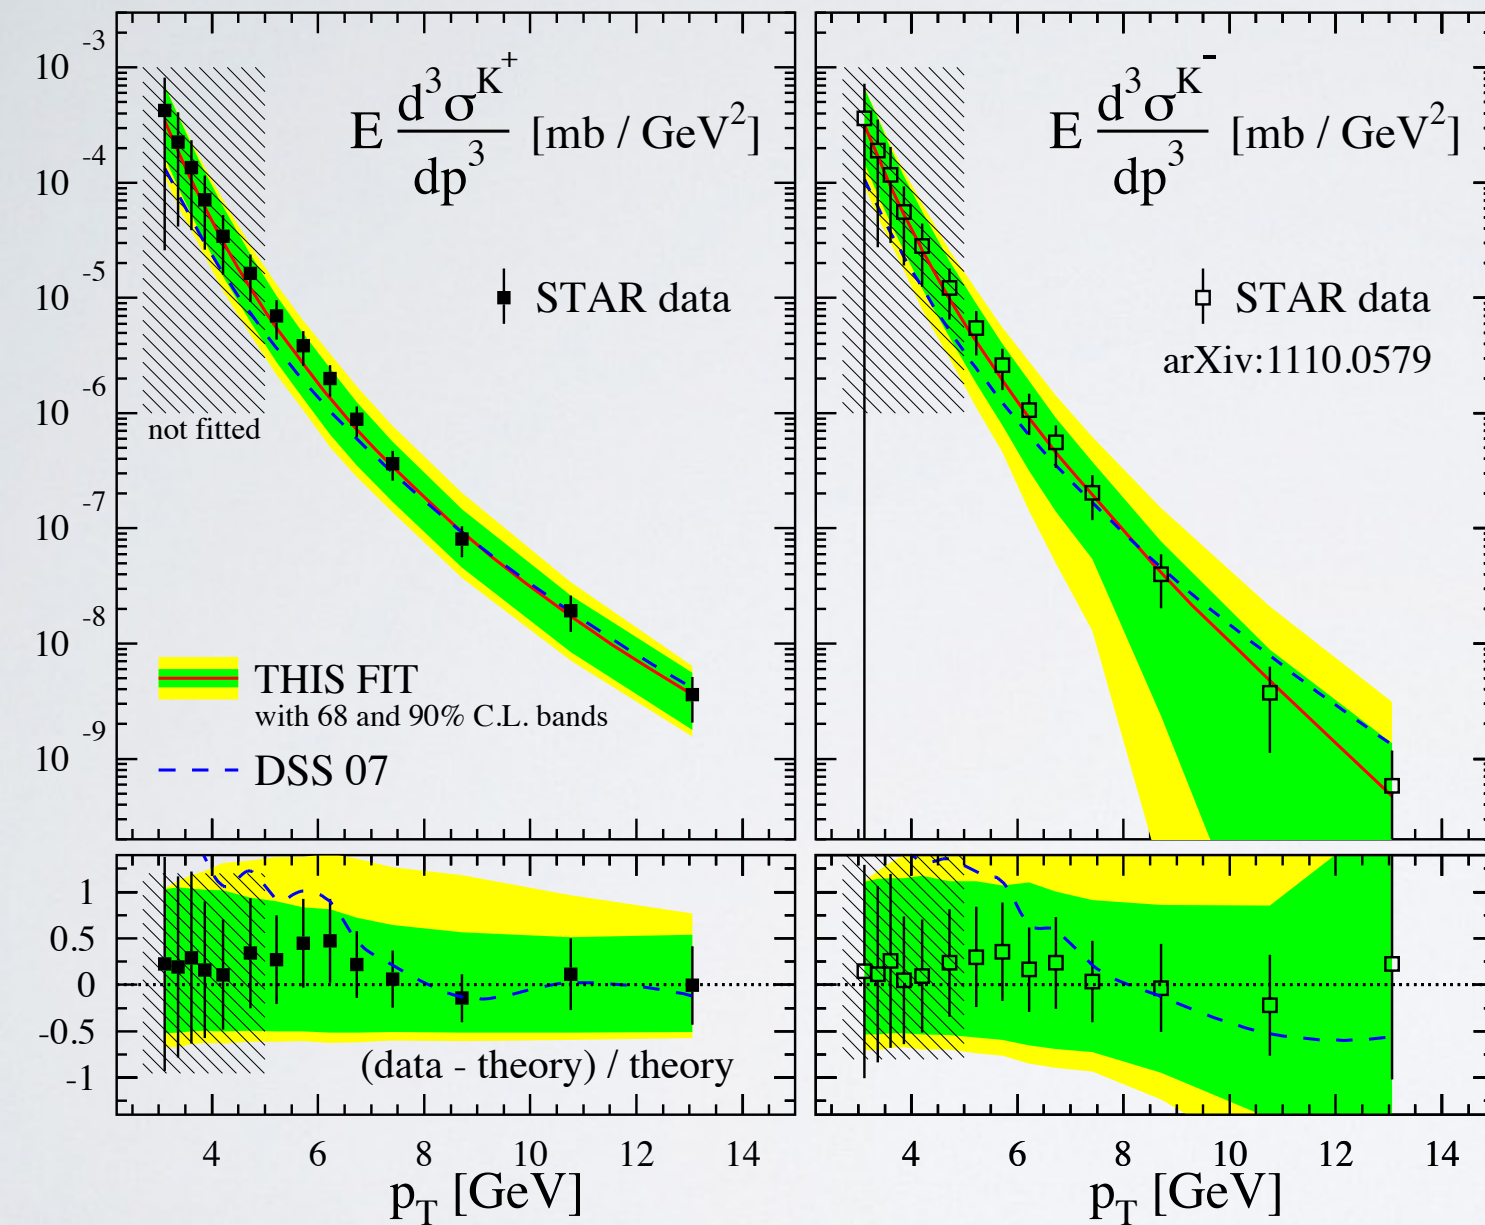 10^-3
10^-4
10^-5
10^-6
10^-7
10^-8
10^-9
E d^3σ^K^+ / dp^3 [mb / GeV^2]
STAR data
not fitted
THIS FIT
with 68 and 90% C.L. bands
DSS 07
E d^3σ^K^- / dp^3 [mb / GeV^2]
STAR data
arXiv:1110.0579
1
0.5
0
-0.5
-1
(data - theory) / theory
4 6 8 10 12 14
p_T [GeV]
4 6 8 10 12 14
p_T [GeV]